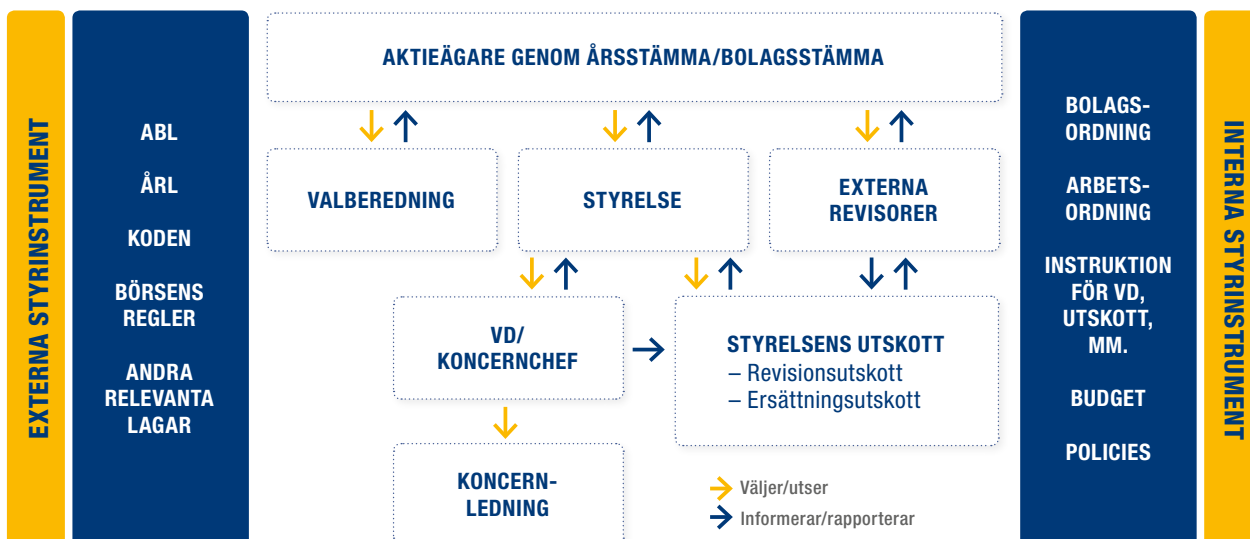 EXTERNA STYRINSTRUMENT
ABL
ÅRL
KODEN
BÖRSENS
REGLER
ANDRA
RELEVANTA
LAGAR
AKTIEÄGARE GENOM ÅRSSTÄMMA/BOLAGSSTÄMMA
VALBEREDNING
STYRELSE
EXTERNA
REVISORER
VD/
KONCERNCHEF
STYRELSENS UTSKOTT
– Revisionsutskott
– Ersättningsutskott
KONCERN-
LEDNING
Väljer/utser
Informerar/rapporterar
BOLAGS-
ORDNING
ARBETS-
ORDNING
INSTRUKTION
FÖR VD,
UTSKOTT,
MM.
BUDGET
POLICIES
INTERNA STYRINSTRUMENT